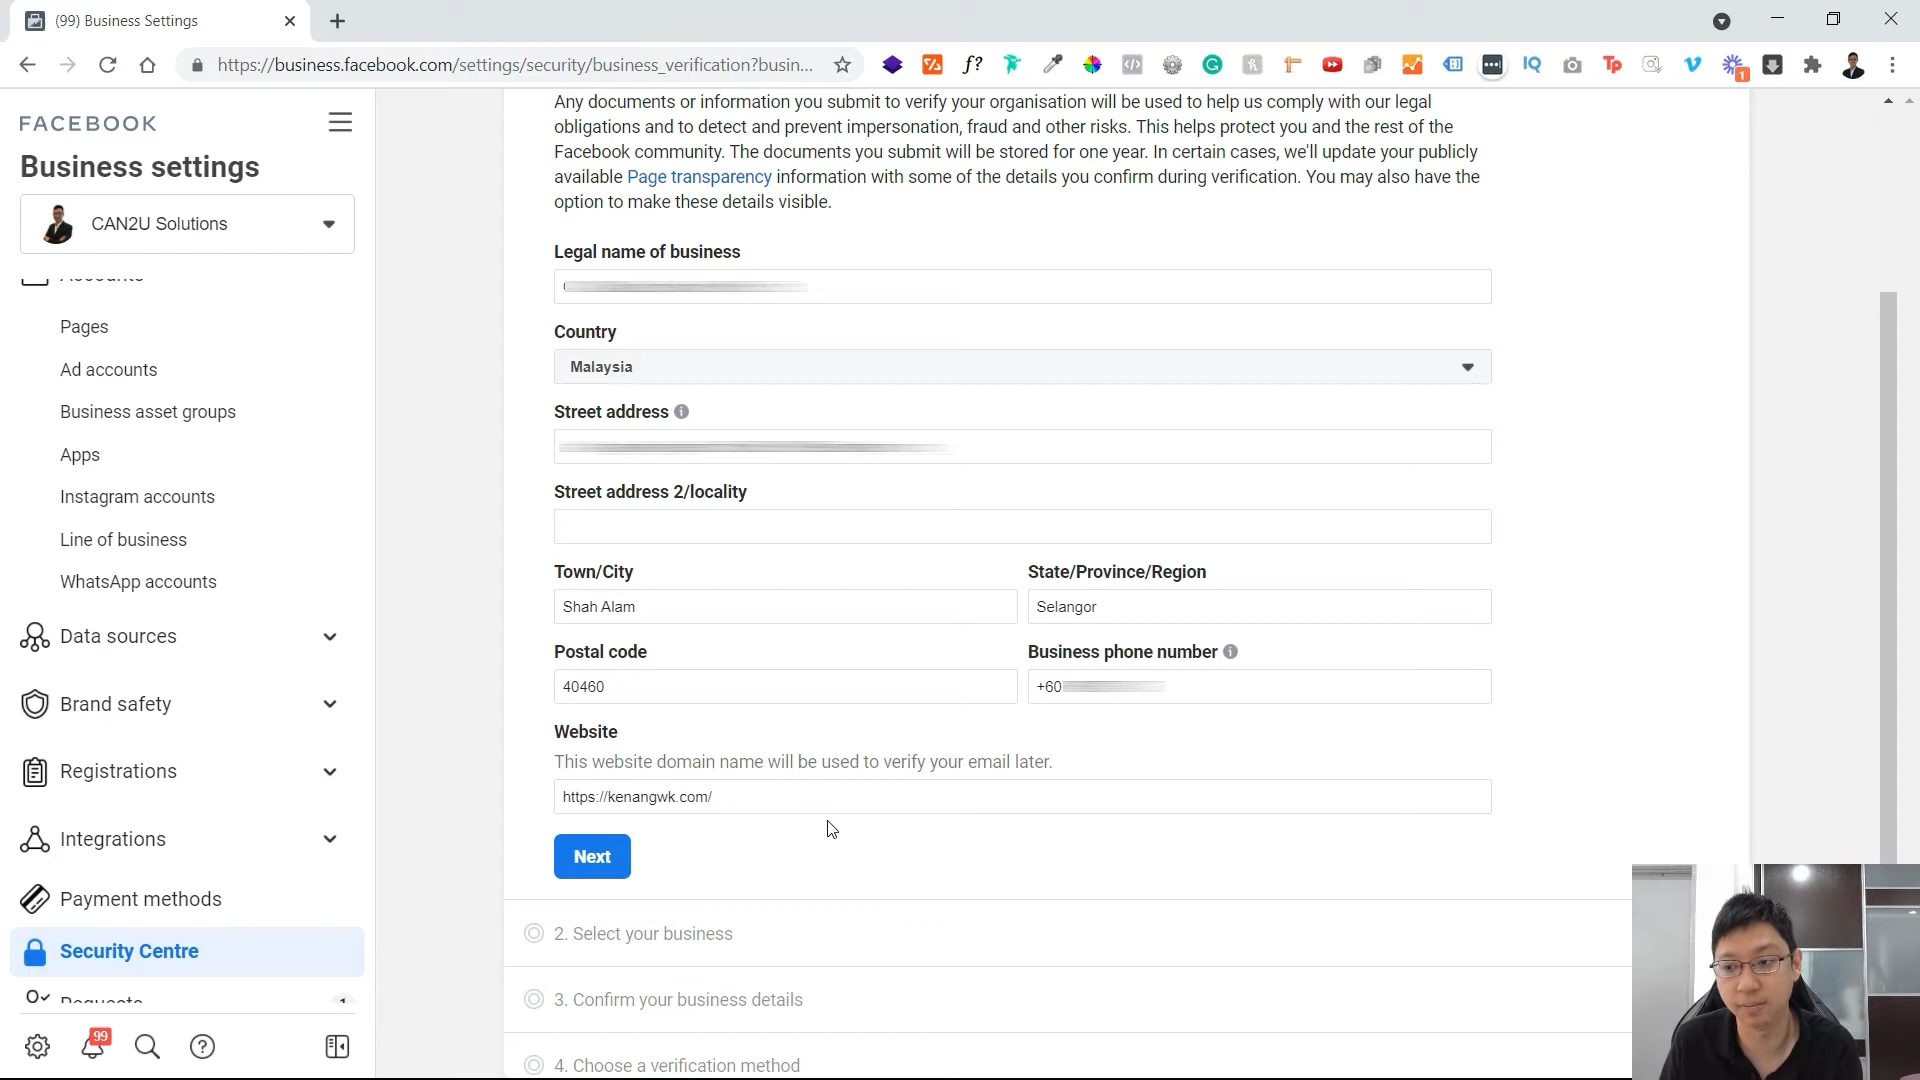 (99) Business Settings
https://business.facebook.com/settings/security/business_verification?busin...
f?
IQ
Tp
1
FACEBOOK
Business settings
CAN2U Solutions
Accounts
Pages
Ad accounts
Business asset groups
Apps
Instagram accounts
Line of business
WhatsApp accounts
Data sources
Brand safety
Registrations
Integrations
Payment methods
Security Centre
Requests
1
99
Any documents or information you submit to verify your organisation will be used to help us comply with our legal
obligations and to detect and prevent impersonation, fraud and other risks. This helps protect you and the rest of the
Facebook community. The documents you submit will be stored for one year. In certain cases, we'll update your publicly
available Page transparency information with some of the details you confirm during verification. You may also have the
option to make these details visible.
Legal name of business
Country
Malaysia
Street address
Street address 2/locality
Town/City State/Province/Region
Shah Alam Selangor
Postal code Business phone number
40460 +60
Website
This website domain name will be used to verify your email later.
https://kenangwk.com/
Next
2. Select your business
3. Confirm your business details
4. Choose a verification method